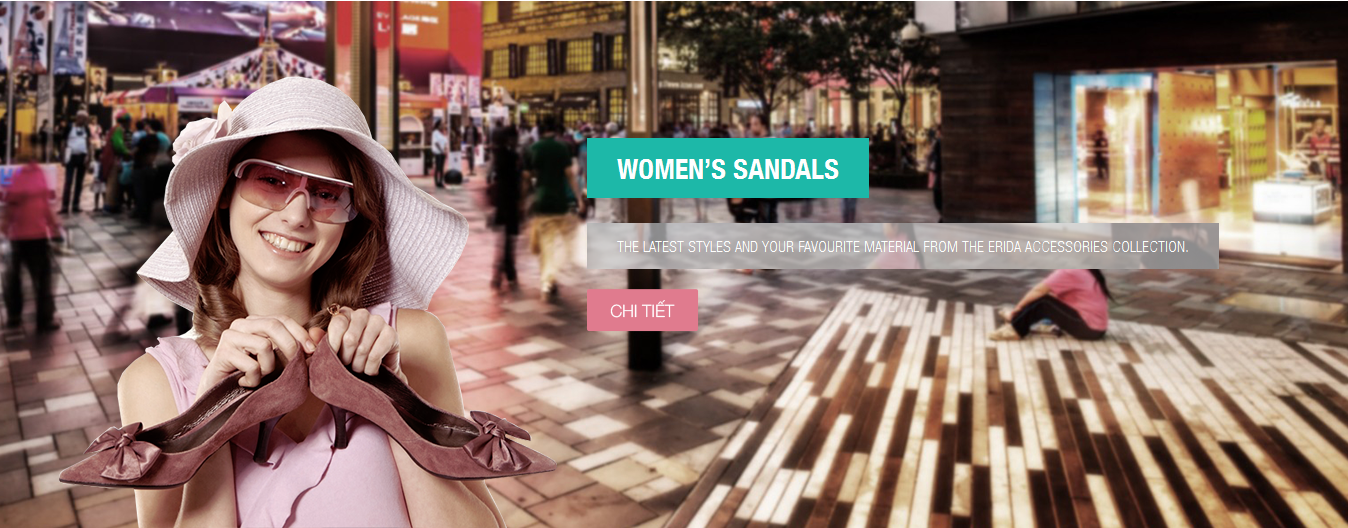 WOMEN’S SANDALS
THE LATEST STYLES AND YOUR FAVOURITE MATERIAL FROM THE ERIDA ACCESSORIES COLLECTION.
CHI TIẾT